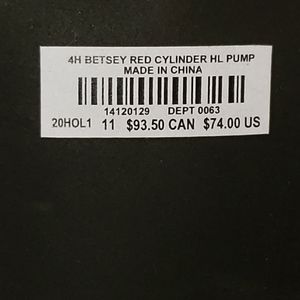 4H BETSEY RED CYLINDER HL PUMP
MADE IN CHINA
14120129 DEPT 0063
20HOL1 11 $93.50 CAN $74.00 US